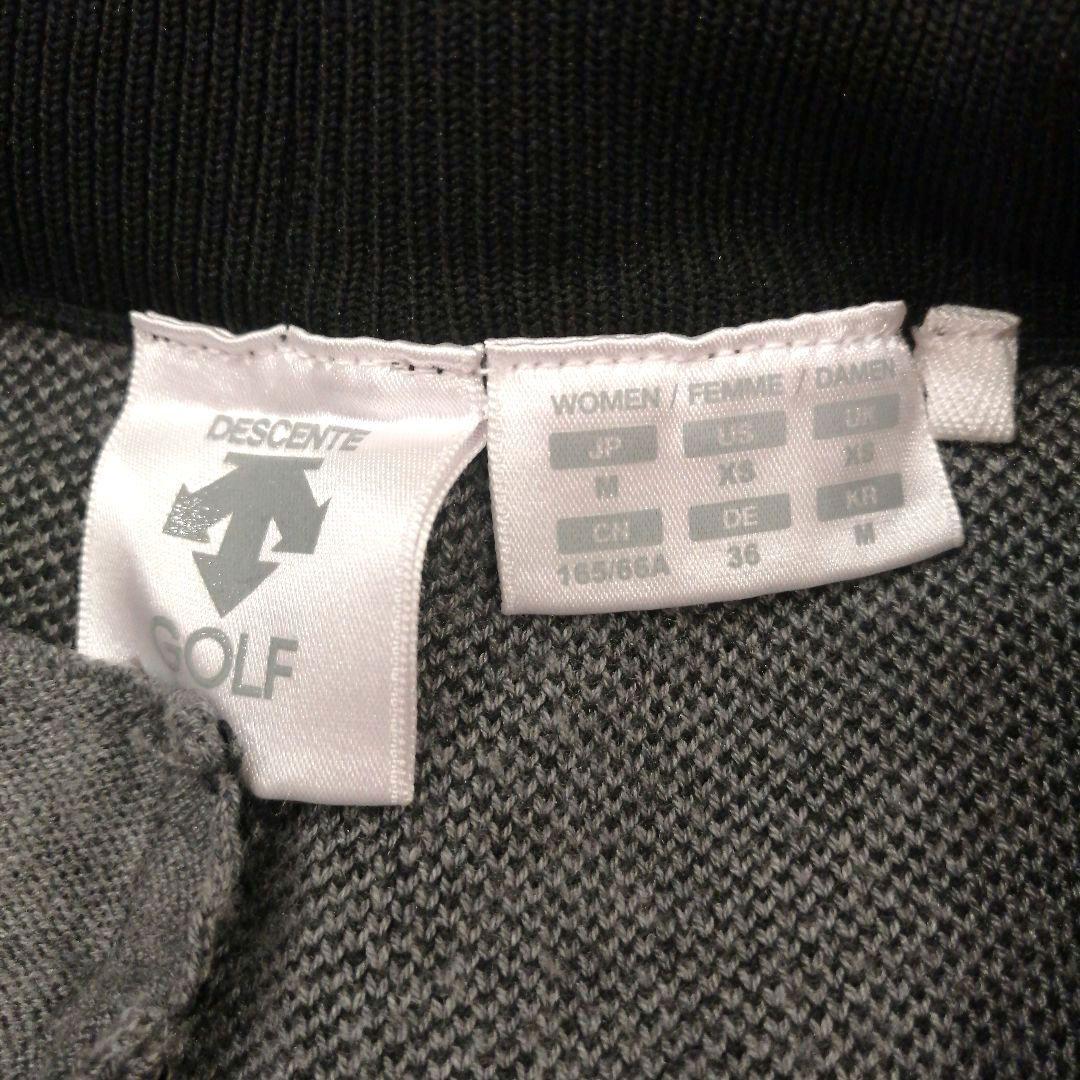 DESCENTE
GOLF
WOMEN / FEMME / DAMEN
JP US UK
M XS XS
CN DE KR
165/66A 36 M